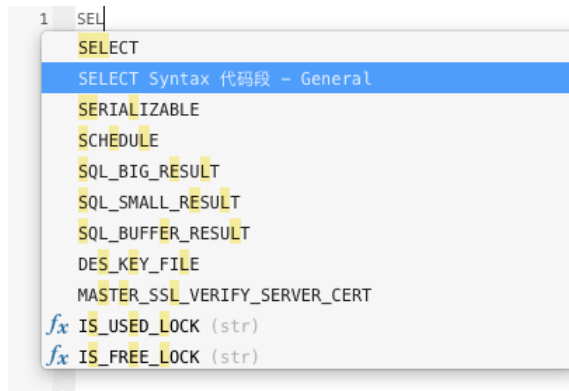 1 SEL
SELECT
SELECT Syntax 代码段 – General
SERIALIZABLE
SCHEDULE
SQL_BIG_RESULT
SQL_SMALL_RESULT
SQL_BUFFER_RESULT
DES_KEY_FILE
MASTER_SSL_VERIFY_SERVER_CERT
fx IS_USED_LOCK (str)
fx IS_FREE_LOCK (str)